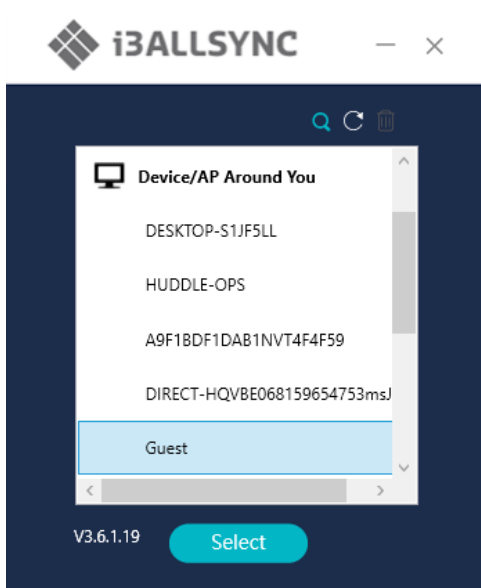 i3ALLSYNC
Device/AP Around You
DESKTOP-S1JF5LL
HUDDLE-OPS
A9F1BDF1DAB1NVT4F4F59
DIRECT-HQVBE068159654753msJ
Guest
V3.6.1.19
Select